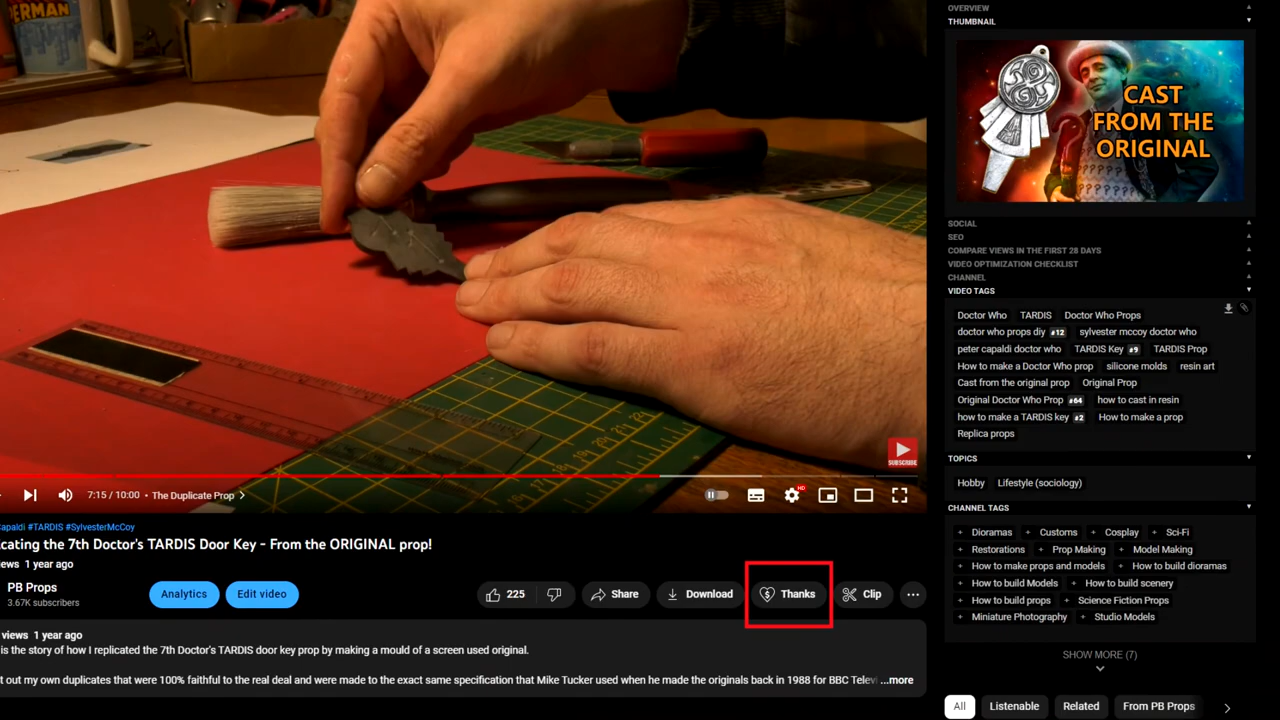 ERMAN
SUBSCRIBE
7:15 / 10:00 • The Duplicate Prop
HD
apaldi #TARDIS #SylvesterMcCoy
cating the 7th Doctor's TARDIS Door Key - From the ORIGINAL prop!
ews 1 year ago
PB Props
3.67K subscribers
Analytics
Edit video
225
Share
Download
Thanks
Clip
views 1 year ago
is the story of how I replicated the 7th Doctor's TARDIS door key prop by making a mould of a screen used original.
t out my own duplicates that were 100% faithful to the real deal and were made to the exact same specification that Mike Tucker used when he made the originals back in 1988 for BBC Televi ...more
OVERVIEW
THUMBNAIL
CAST
FROM THE
ORIGINAL
SOCIAL
SEO
COMPARE VIEWS IN THE FIRST 28 DAYS
VIDEO OPTIMIZATION CHECKLIST
CHANNEL
VIDEO TAGS
Doctor Who TARDIS Doctor Who Props
doctor who props diy #12 sylvester mccoy doctor who
peter capaldi doctor who TARDIS Key #9 TARDIS Prop
How to make a Doctor Who prop silicone molds resin art
Cast from the original prop Original Prop
Original Doctor Who Prop #64 how to cast in resin
how to make a TARDIS key #2 How to make a prop
Replica props
TOPICS
Hobby Lifestyle (sociology)
CHANNEL TAGS
+ Dioramas + Customs + Cosplay + Sci-Fi
+ Restorations + Prop Making + Model Making
+ How to make props and models + How to build dioramas
+ How to build Models + How to build scenery
+ How to build props + Science Fiction Props
+ Miniature Photography + Studio Models
SHOW MORE (7)
All Listenable Related From PB Props